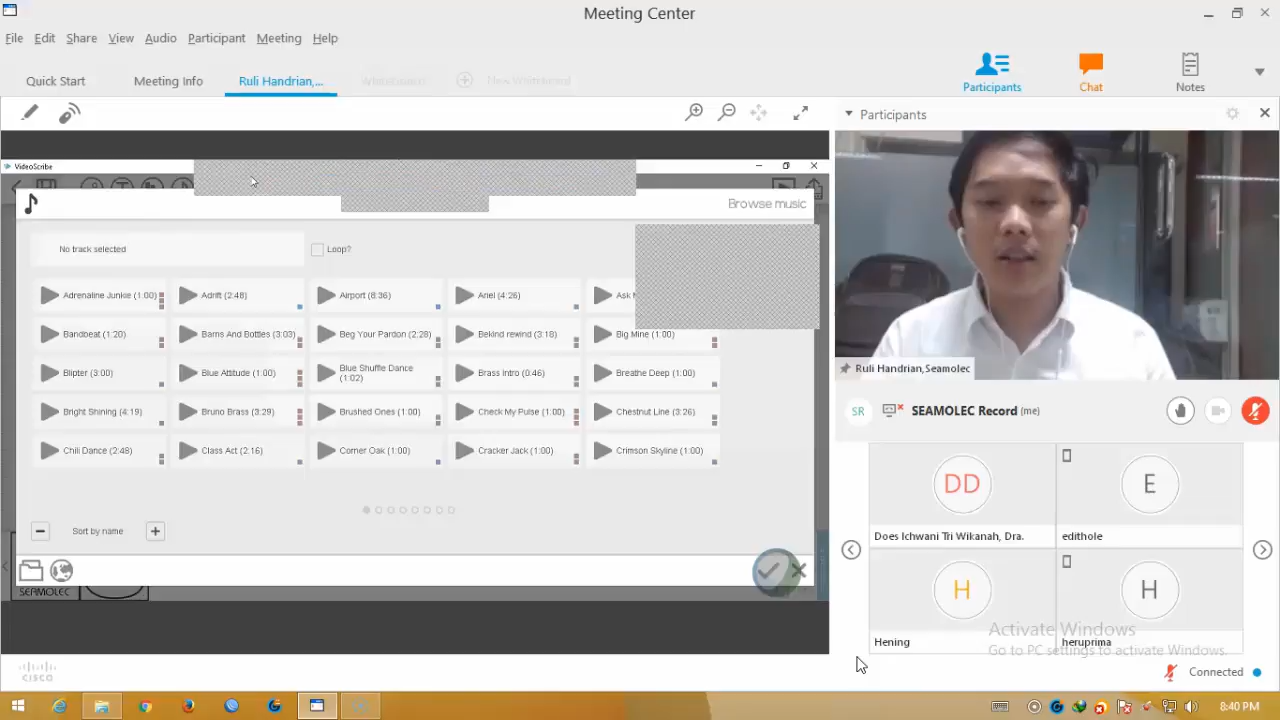 Meeting Center
File Edit Share View Audio Participant Meeting Help
Quick Start Meeting Info Ruli Handrian,... Whiteboard New Whiteboard
Participants Chat Notes
Participants
VideoScribe
Browse music
No track selected Loop?
Adrenaline Junkie (1:00) Adrift (2:48) Airport (8:36) Ariel (4:26) Ask
Bandbeat (1:20) Barns And Bottles (3:03) Beg Your Pardon (2:28) Bekind rewind (3:18) Big Mine (1:00)
Blipter (3:00) Blue Attitude (1:00) Blue Shuffle Dance (1:02) Brass Intro (0:46) Breathe Deep (1:00)
Bright Shining (4:19) Bruno Brass (3:29) Brushed Ones (1:00) Check My Pulse (1:00) Chestnut Line (3:26)
Chili Dance (2:48) Class Act (2:16) Corner Oak (1:00) Cracker Jack (1:00) Crimson Skyline (1:00)
Sort by name
SEAMOLEC
Ruli Handrian,Seamolec
SR SEAMOLEC Record (me)
DD E
Does Ichwani Tri Wikanah, Dra. edithole
H H
Hening heruprima
Activate Windows
Go to PC settings to activate Windows.
cisco
Connected
8:40 PM